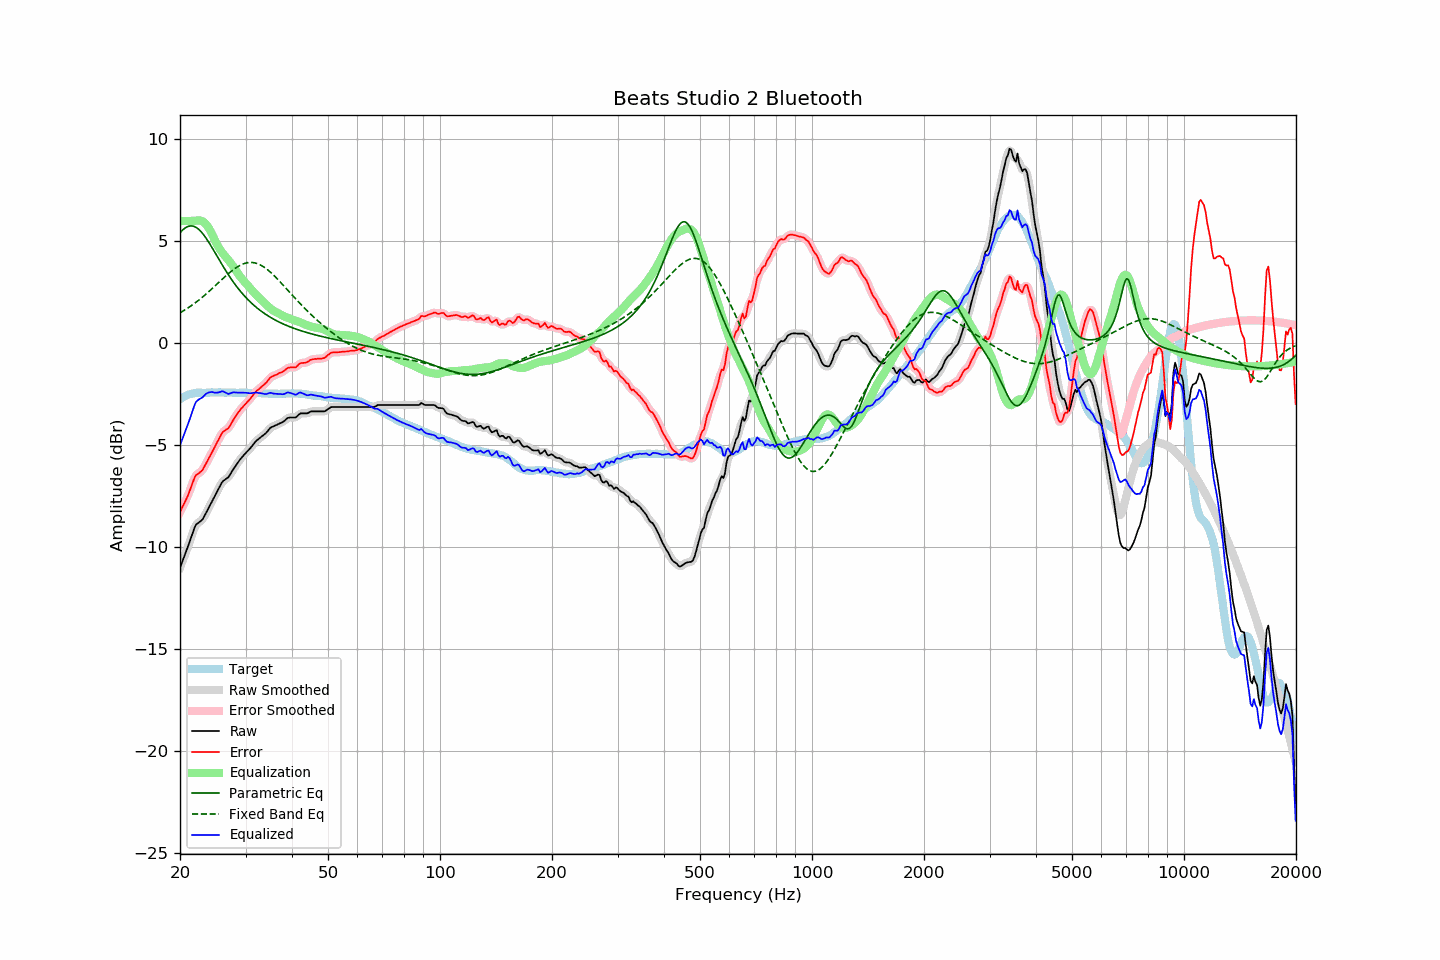 Beats Studio 2 Bluetooth
10
5
0
−5
−10
−15
−20
−25
Amplitude (dBr)
Target
Raw Smoothed
Error Smoothed
Raw
Error
Equalization
Parametric Eq
Fixed Band Eq
Equalized
20 50 100 200 500 1000 2000 5000 10000 20000
Frequency (Hz)